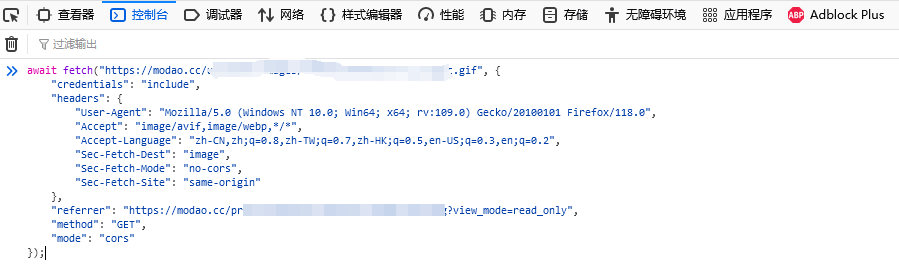 查看器 控制台 调试器 网络 样式编辑器 性能 内存 存储 无障碍环境 应用程序 ABP Adblock Plus
过滤输出
await fetch("https://modao.cc/ .gif", {
"credentials": "include",
"headers": {
"User-Agent": "Mozilla/5.0 (Windows NT 10.0; Win64; x64; rv:109.0) Gecko/20100101 Firefox/118.0",
"Accept": "image/avif,image/webp,*/*",
"Accept-Language": "zh-CN,zh;q=0.8,zh-TW;q=0.7,zh-HK;q=0.5,en-US;q=0.3,en;q=0.2",
"Sec-Fetch-Dest": "image",
"Sec-Fetch-Mode": "no-cors",
"Sec-Fetch-Site": "same-origin"
},
"referrer": "https://modao.cc/pr g?view_mode=read_only",
"method": "GET",
"mode": "cors"
});